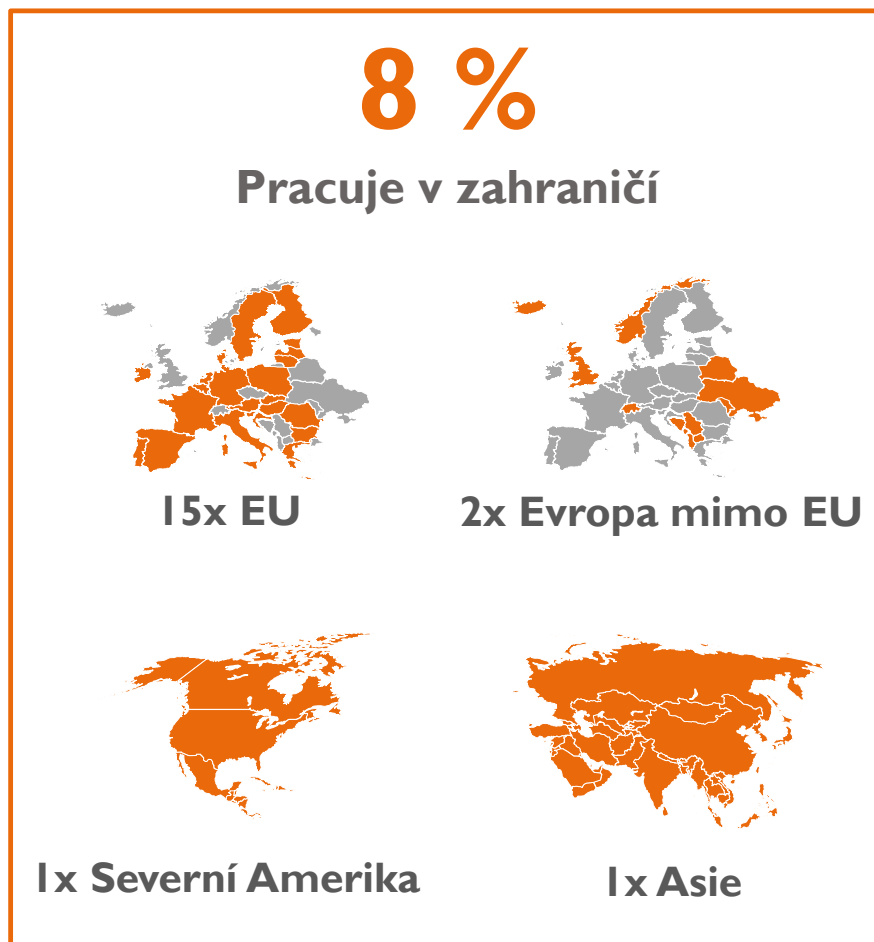 8 %
Pracuje v zahraničí
15x EU
2x Evropa mimo EU
1x Severní Amerika
1x Asie